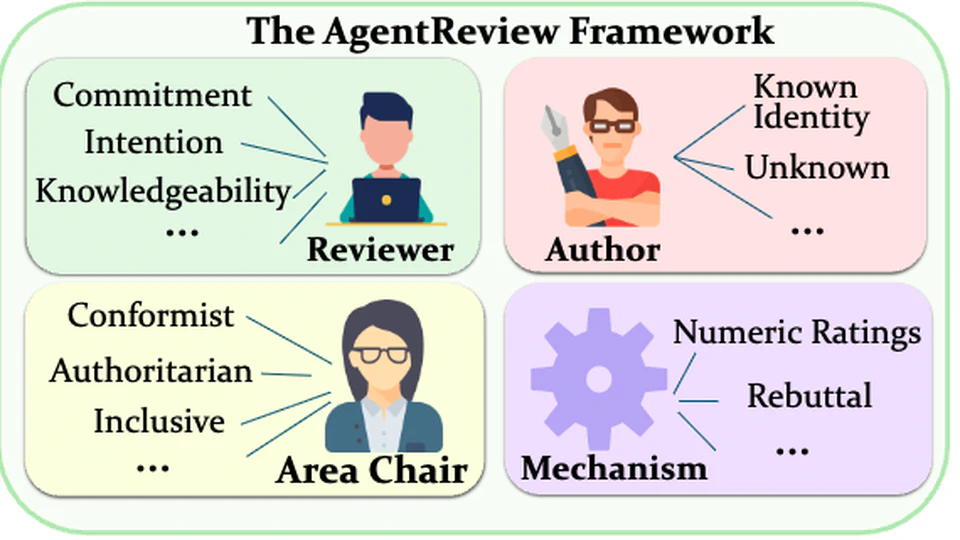 The AgentReview Framework
Commitment
Intention
Knowledgeability
...
Reviewer
Known
Identity
Unknown
...
Author
Conformist
Authoritarian
Inclusive
...
Area Chair
Numeric Ratings
Rebuttal
...
Mechanism